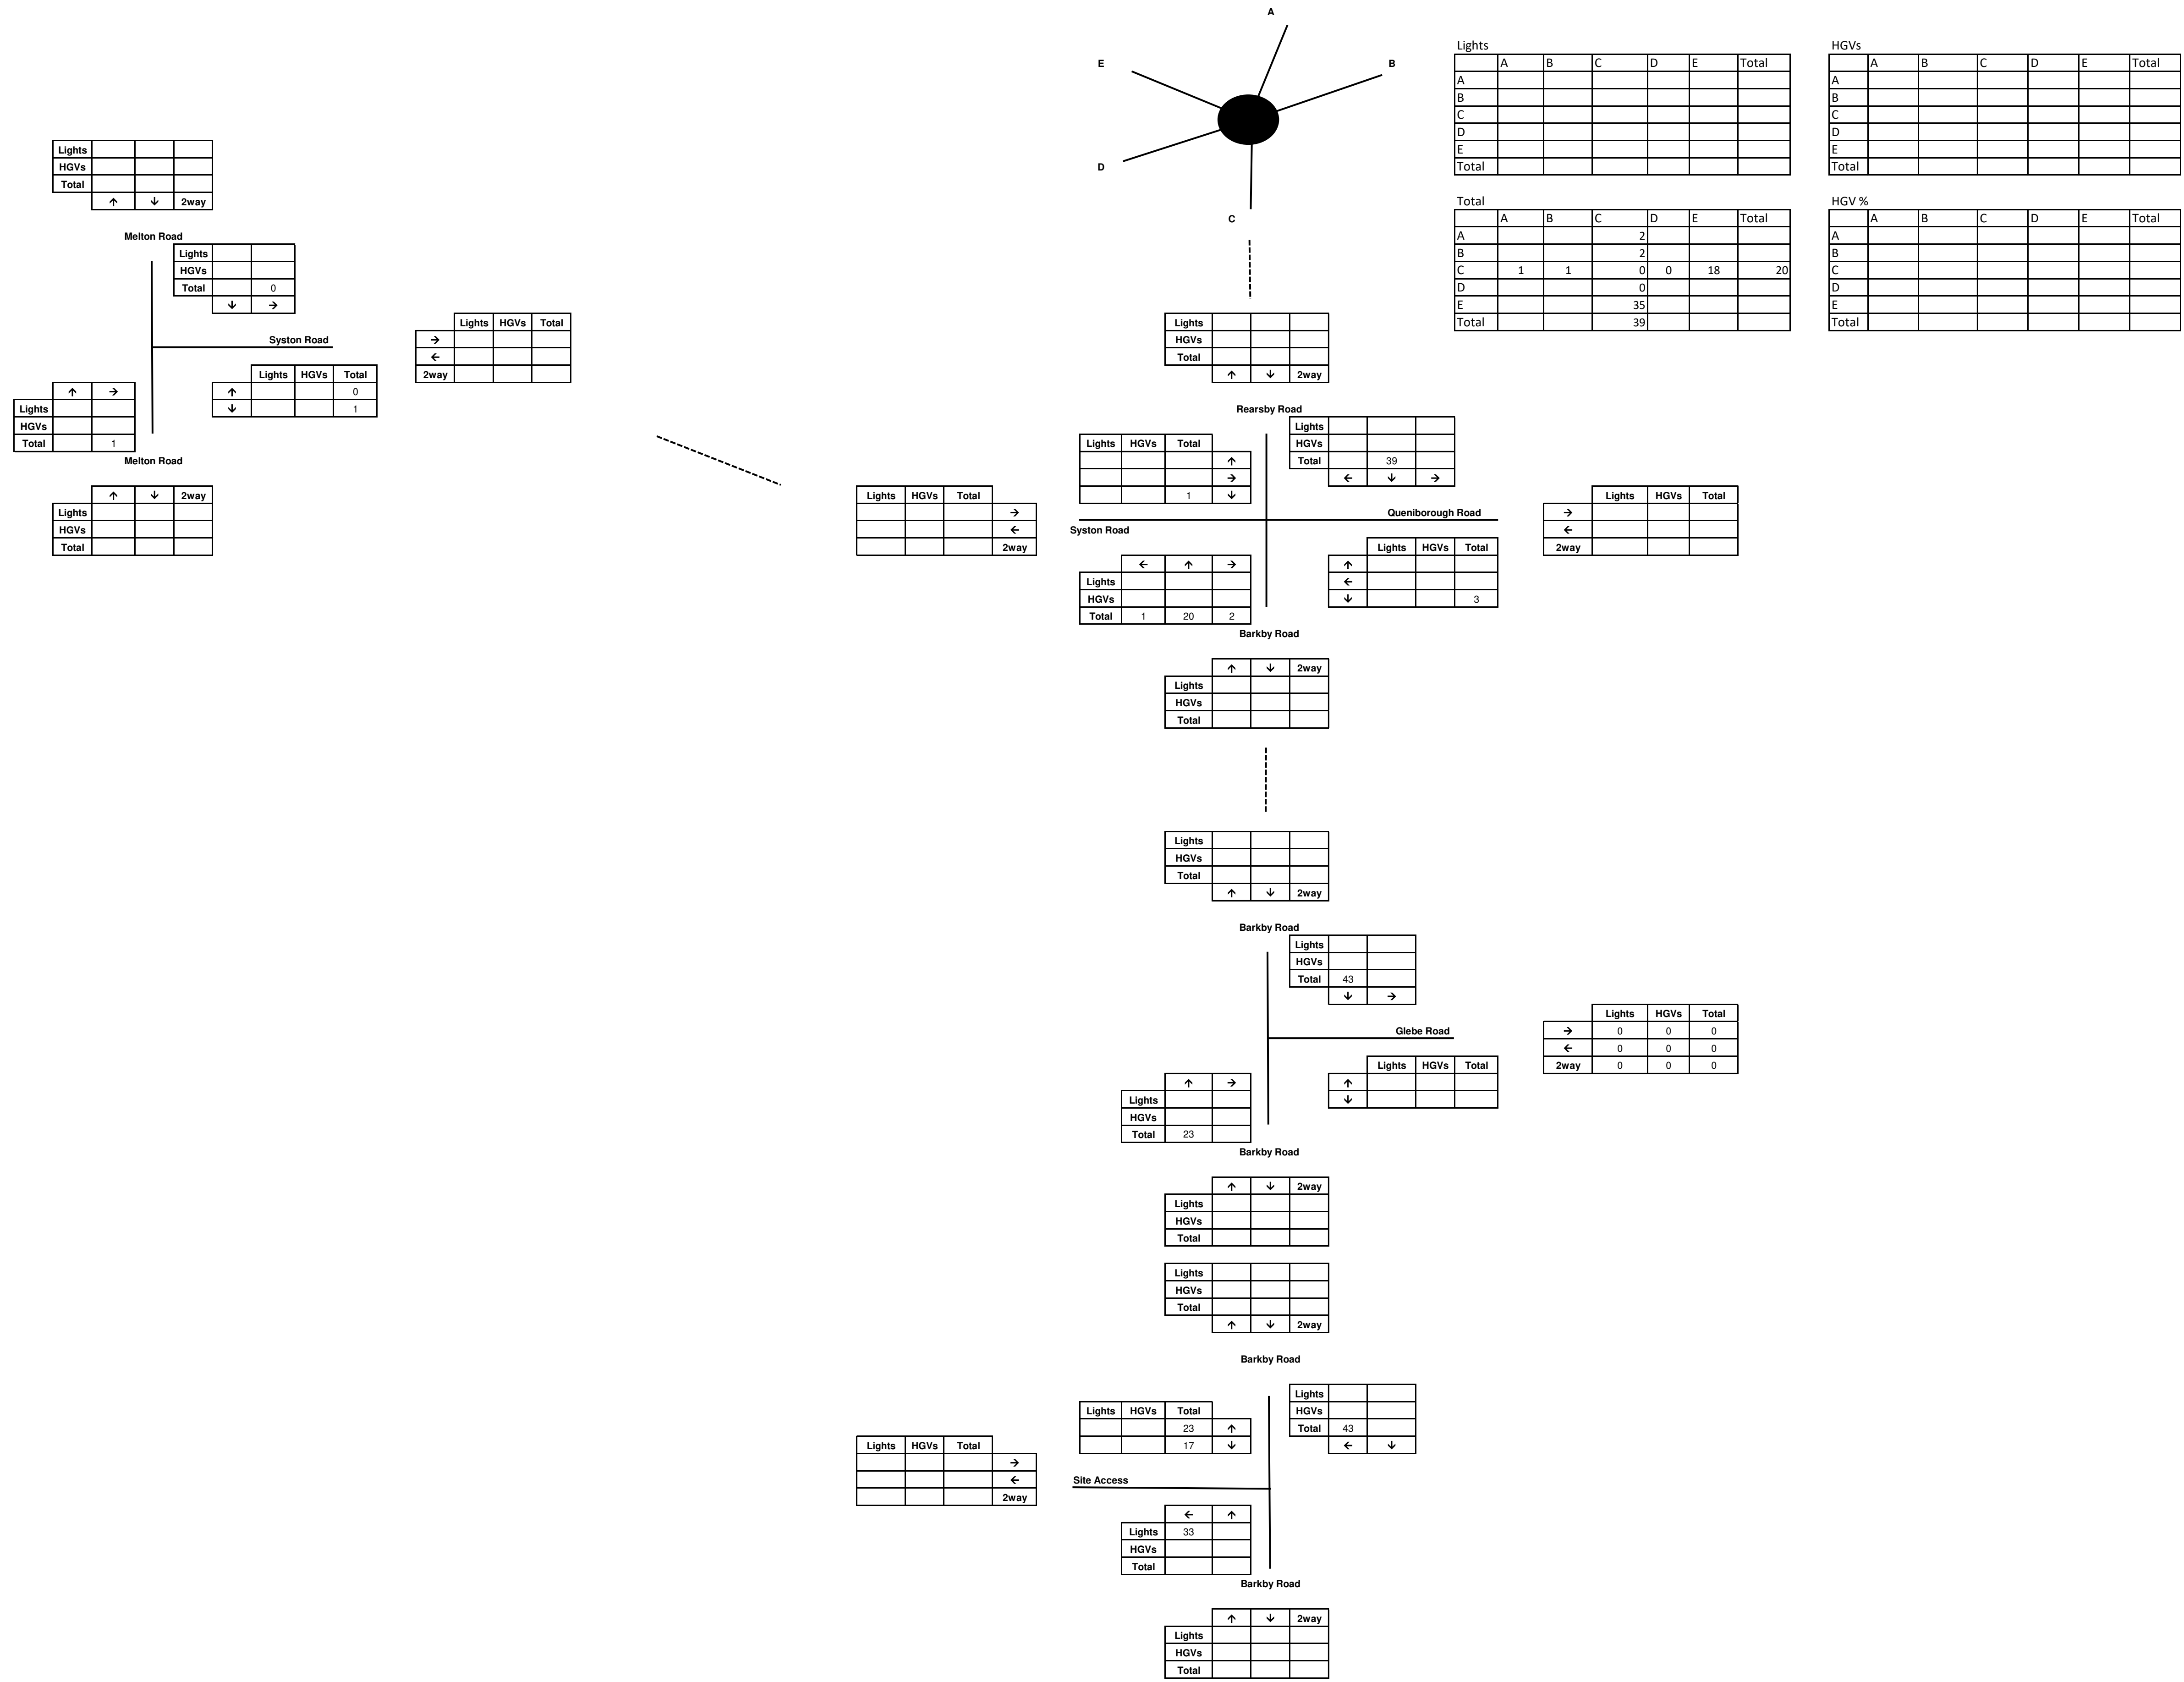 A
E
B
D
C
Lights
A B C D E Total
A
B
C
D
E
Total
HGVs
A B C D E Total
A
B
C
D
E
Total
Total
A B C D E Total
A 2
B 2
C 1 1 0 0 18 20
D 0
E 35
Total 39
HGV %
A B C D E Total
A
B
C
D
E
Total
Lights
HGVs
Total
↑ ↓ 2way
Melton Road
Lights
HGVs
Total 0
↓ →
Syston Road
Lights HGVs Total
→
←
2way
Lights HGVs Total
↑ 0
↓ 1
↑ →
Lights
HGVs
Total 1
Melton Road
↑ ↓ 2way
Lights
HGVs
Total
Lights
HGVs
Total
↑ ↓ 2way
Rearsby Road
Lights
HGVs
Total 39
← ↓ →
Lights HGVs Total
↑
→
1 ↓
Lights HGVs Total
→
←
2way
Syston Road
Queniborough Road
Lights HGVs Total
→
←
2way
Lights HGVs Total
↑
←
↓ 3
← ↑ →
Lights
HGVs
Total 1 20 2
Barkby Road
↑ ↓ 2way
Lights
HGVs
Total
Lights
HGVs
Total
↑ ↓ 2way
Barkby Road
Lights
HGVs
Total 43
↓ →
Glebe Road
Lights HGVs Total
→ 0 0 0
← 0 0 0
2way 0 0 0
Lights HGVs Total
↑
↓
↑ →
Lights
HGVs
Total 23
Barkby Road
↑ ↓ 2way
Lights
HGVs
Total
Lights
HGVs
Total
↑ ↓ 2way
Barkby Road
Lights
HGVs
Total 43
← ↓
Lights HGVs Total
23 ↑
17 ↓
Lights HGVs Total
→
←
2way
Site Access
← ↑
Lights 33
HGVs
Total
Barkby Road
↑ ↓ 2way
Lights
HGVs
Total